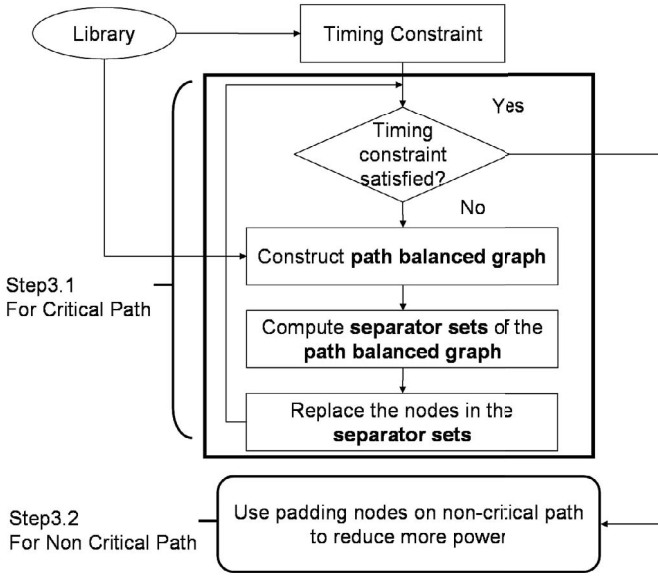 Library
Timing Constraint
Yes
Timing
constraint
satisfied?
No
Construct path balanced graph
Step3.1
For Critical Path
Compute separator sets of the
path balanced graph
Replace the nodes in the
separator sets
Step3.2
For Non Critical Path
Use padding nodes on non-critical path
to reduce more power